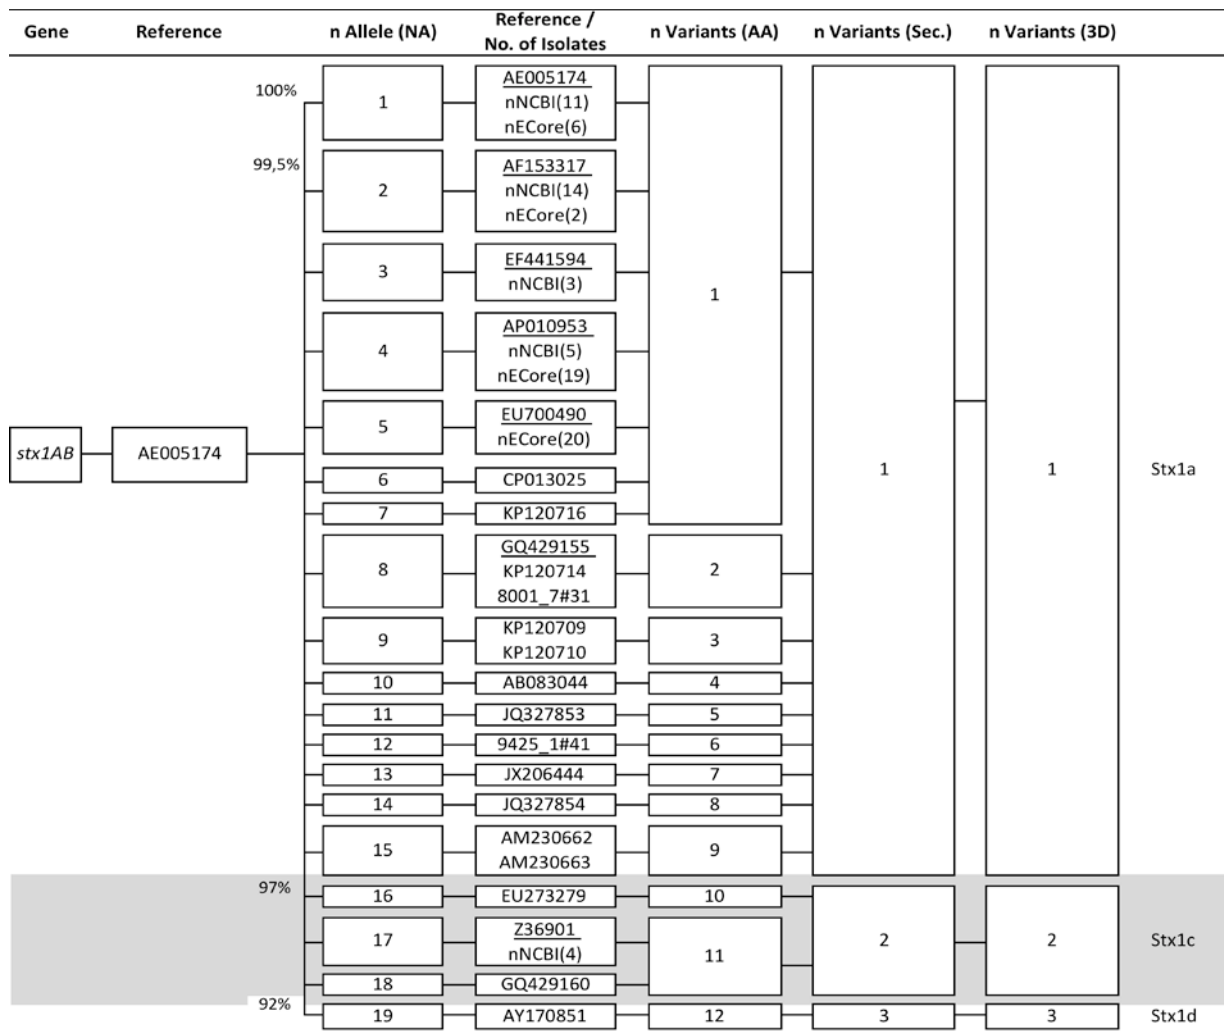 Gene Reference n Allele (NA) Reference / No. of Isolates n Variants (AA) n Variants (Sec.) n Variants (3D)
100%
1
AE005174
nNCBI(11)
nECore(6)
99,5%
2
AF153317
nNCBI(14)
nECore(2)
3
EF441594
nNCBI(3)
1
4
AP010953
nNCBI(5)
nECore(19)
5
EU700490
nECore(20)
stx1AB
AE005174
6 CP013025
1
1
Stx1a
7 KP120716
8
GQ429155
KP120714
8001_7#31
2
9
KP120709
KP120710
3
10 AB083044 4
11 JQ327853 5
12 9425_1#41 6
13 JX206444 7
14 JQ327854 8
15
AM230662
AM230663
9
97%
16 EU273279 10
17
Z36901
nNCBI(4)
11
2
2
Stx1c
18 GQ429160
92%
19 AY170851 12 3 3 Stx1d